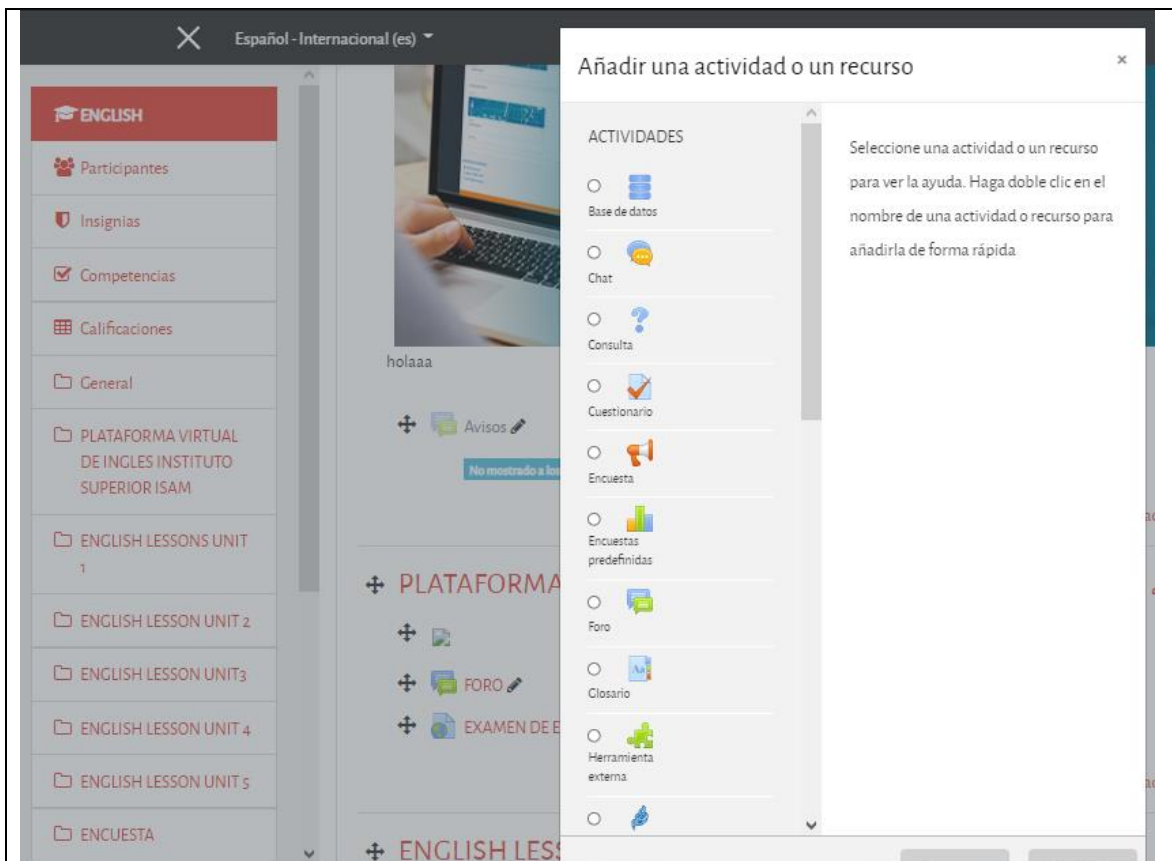 Español - Internacional (es)
ENGLISH
Participantes
Insignias
Competencias
Calificaciones
General
PLATAFORMA VIRTUAL
DE INGLES INSTITUTO
SUPERIOR ISAM
ENGLISH LESSONS UNIT
1
ENGLISH LESSON UNIT 2
ENGLISH LESSON UNIT3
ENGLISH LESSON UNIT 4
ENGLISH LESSON UNIT 5
ENCUESTA
holaaa
Avisos
No mostrado a los
PLATAFORMA
FORO
EXAMEN DE E
ENGLISH LESS
Añadir una actividad o un recurso
×
ACTIVIDADES
Base de datos
Chat
Consulta
Cuestionario
Encuesta
Encuestas
predefinidas
Foro
Glosario
Herramienta
externa
Seleccione una actividad o un recurso
para ver la ayuda. Haga doble clic en el
nombre de una actividad o recurso para
añadirla de forma rápida